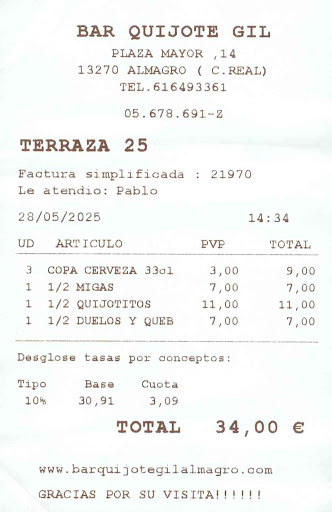 BAR QUIJOTE GIL
PLAZA MAYOR ,14
13270 ALMAGRO ( C.REAL)
TEL.616493361
05.678.691-Z
TERRAZA 25
Factura simplificada : 21970
Le atendio: Pablo
28/05/2025 14:34
UD ARTICULO PVP TOTAL
3 COPA CERVEZA 33cl 3,00 9,00
1 1/2 MIGAS 7,00 7,00
1 1/2 QUIJOTITOS 11,00 11,00
1 1/2 DUELOS Y QUEB 7,00 7,00
Desglose tasas por conceptos:
Tipo Base Cuota
10% 30,91 3,09
TOTAL 34,00 €
www.barquijotegilalmagro.com
GRACIAS POR SU VISITA!!!!!!